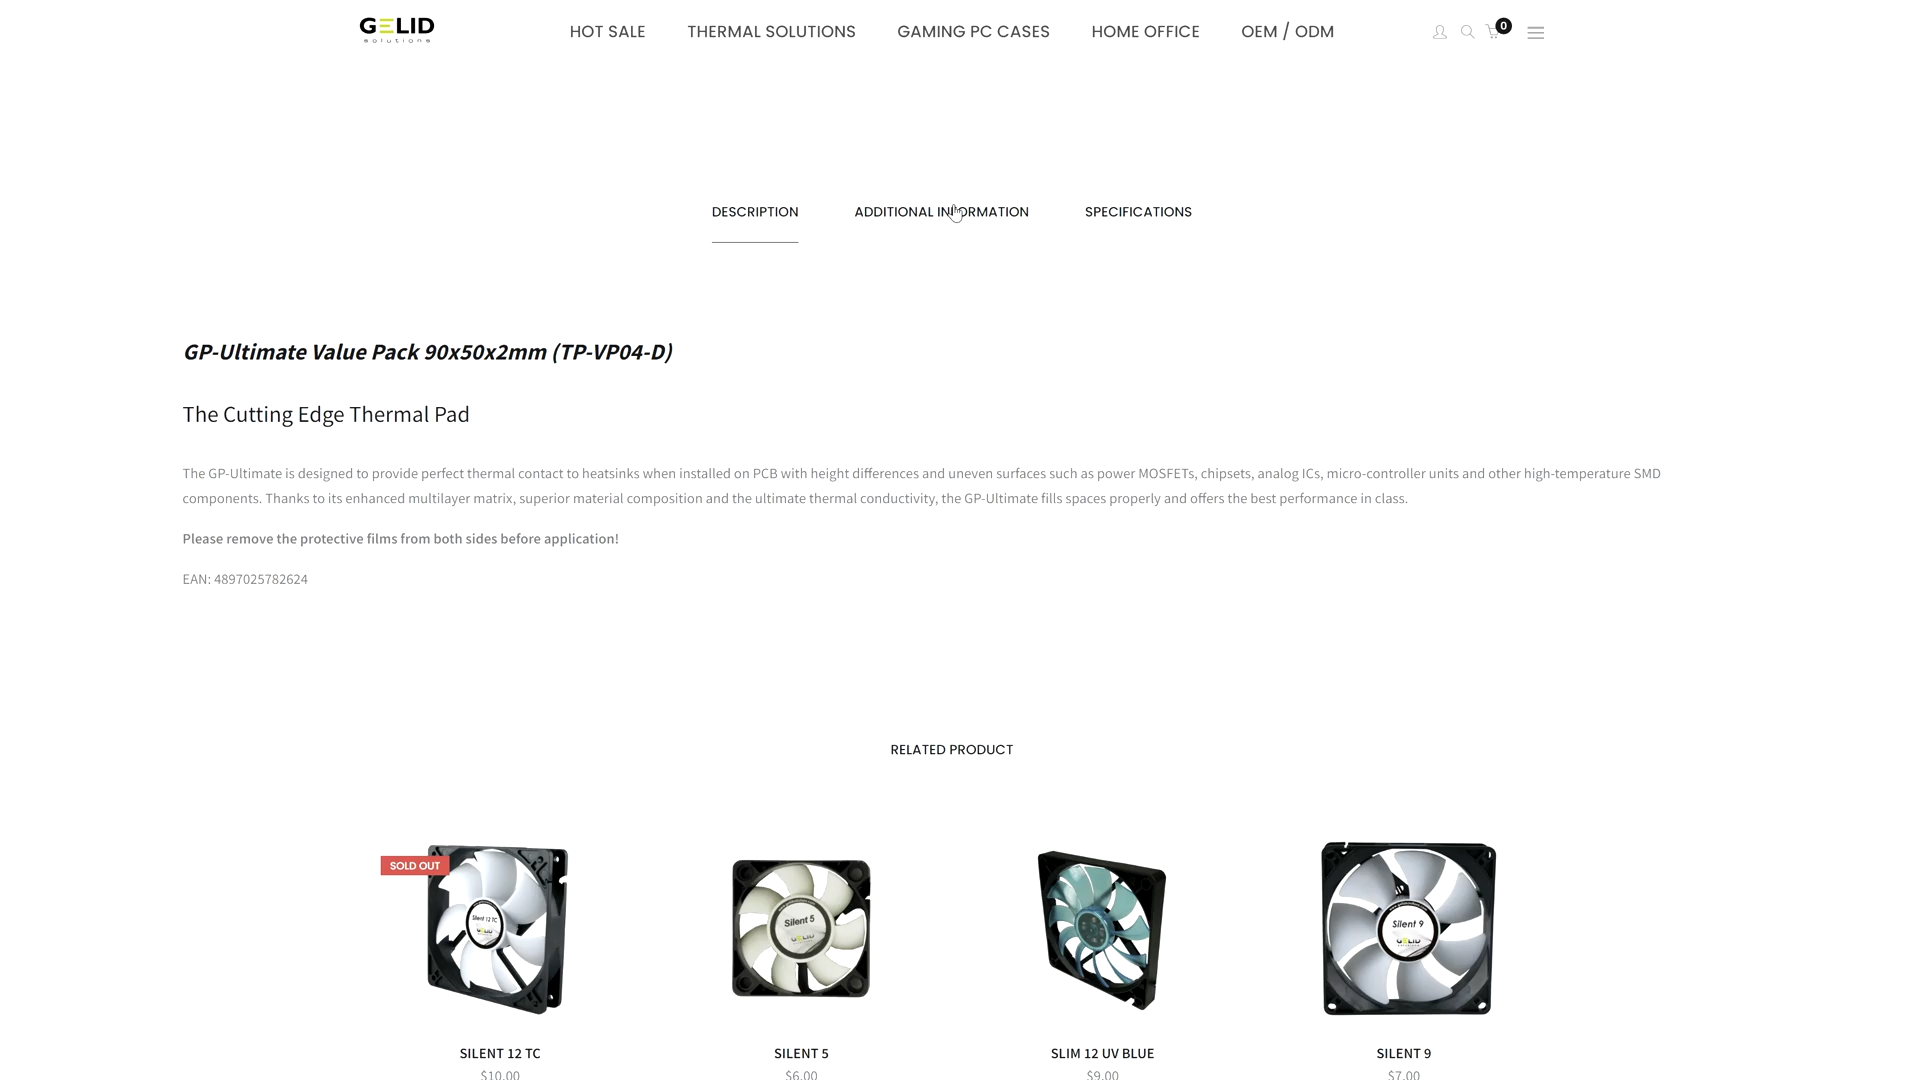 GELID
solutions
HOT SALE
THERMAL SOLUTIONS
GAMING PC CASES
HOME OFFICE
OEM / ODM
0
DESCRIPTION
ADDITIONAL INFORMATION
SPECIFICATIONS
GP-Ultimate Value Pack 90x50x2mm (TP-VP04-D)
The Cutting Edge Thermal Pad
The GP-Ultimate is designed to provide perfect thermal contact to heatsinks when installed on PCB with height differences and uneven surfaces such as power MOSFETs, chipsets, analog ICs, micro-controller units and other high-temperature SMD
components. Thanks to its enhanced multilayer matrix, superior material composition and the ultimate thermal conductivity, the GP-Ultimate fills spaces properly and offers the best performance in class.
Please remove the protective films from both sides before application!
EAN: 4897025782624
RELATED PRODUCT
SOLD OUT
Silent 12 TC
GELID
Silent 5
GELID
Silent 9
GELID
SILENT 12 TC
SILENT 5
SLIM 12 UV BLUE
SILENT 9
$10.00
$6.00
$9.00
$7.00